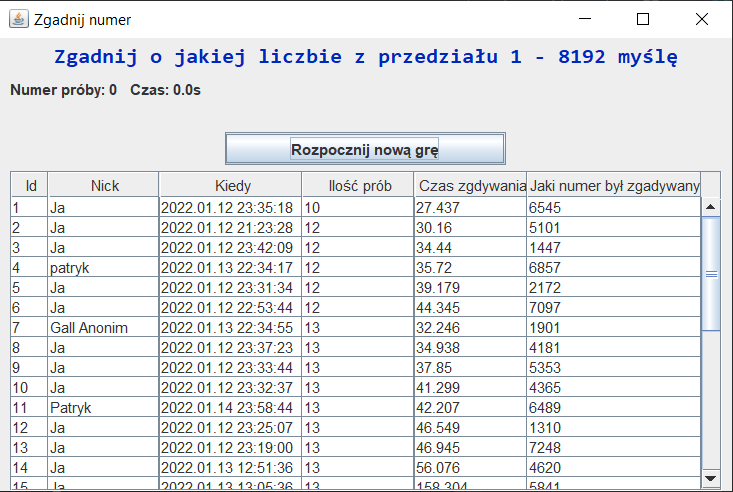 Zgadnij numer
Zgadnij o jakiej liczbie z przedziału 1 - 8192 myślę
Numer próby: 0 Czas: 0.0s
Rozpocznij nową grę
Id Nick Kiedy Ilość prób Czas zgdywania Jaki numer był zgadywany
1 Ja 2022.01.12 23:35:18 10 27.437 6545
2 Ja 2022.01.12 21:23:28 12 30.16 5101
3 Ja 2022.01.12 23:42:09 12 34.44 1447
4 patryk 2022.01.13 22:34:17 12 35.72 6857
5 Ja 2022.01.12 23:31:34 12 39.179 2172
6 Ja 2022.01.12 22:53:44 12 44.345 7097
7 Gall Anonim 2022.01.13 22:34:55 13 32.246 1901
8 Ja 2022.01.12 23:37:23 13 34.938 4181
9 Ja 2022.01.12 23:33:44 13 37.85 5353
10 Ja 2022.01.12 23:32:37 13 41.299 4365
11 Patryk 2022.01.14 23:58:44 13 42.207 6489
12 Ja 2022.01.12 23:25:07 13 46.549 1310
13 Ja 2022.01.12 23:19:00 13 46.945 7248
14 Ja 2022.01.13 12:51:36 13 56.076 4620
15 Ja 2022.01.13 13:05:36 13 158.304 5841